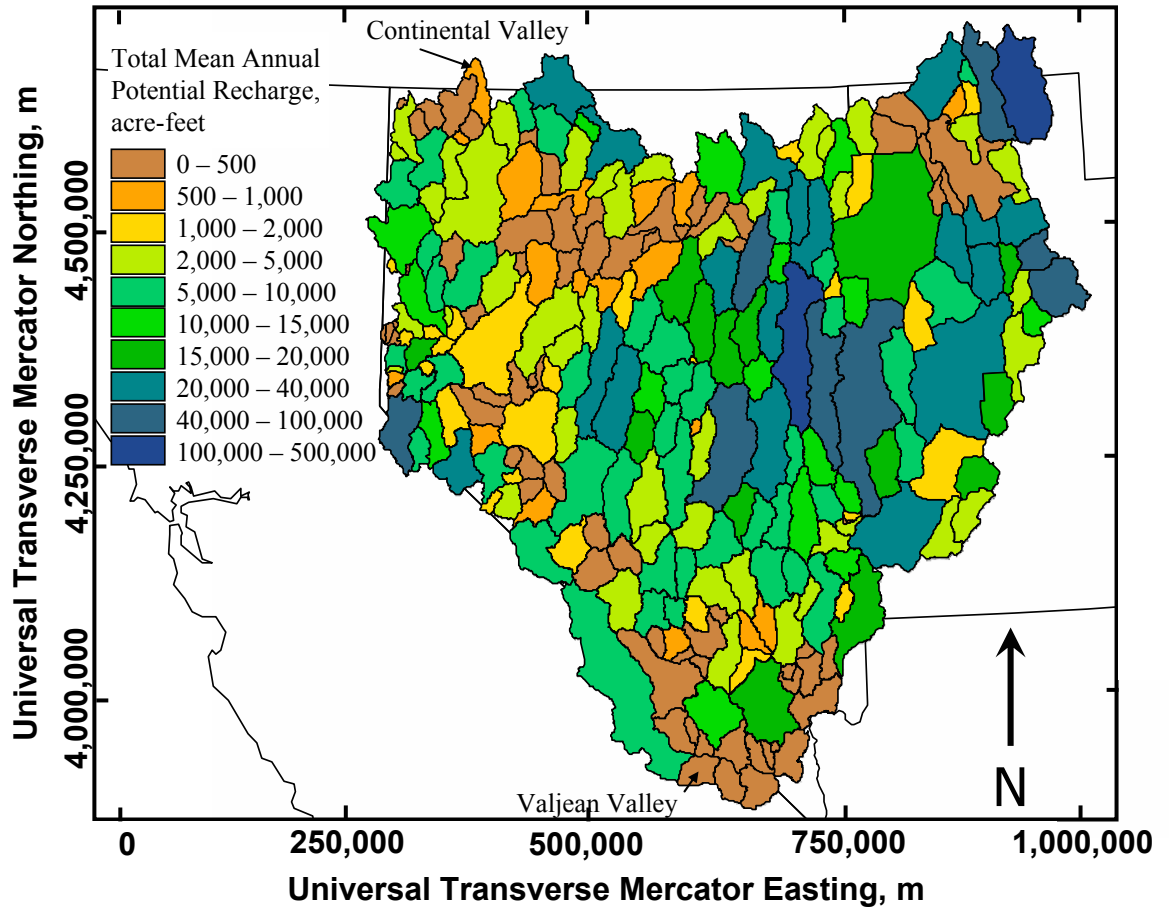 Continental Valley
Total Mean Annual
Potential Recharge,
acre-feet
0 – 500
500 – 1,000
1,000 – 2,000
2,000 – 5,000
5,000 – 10,000
10,000 – 15,000
15,000 – 20,000
20,000 – 40,000
40,000 – 100,000
100,000 – 500,000
Universal Transverse Mercator Northing, m
4,500,000
4,250,000
4,000,000
N
Valjean Valley
0
250,000
500,000
750,000
1,000,000
Universal Transverse Mercator Easting, m